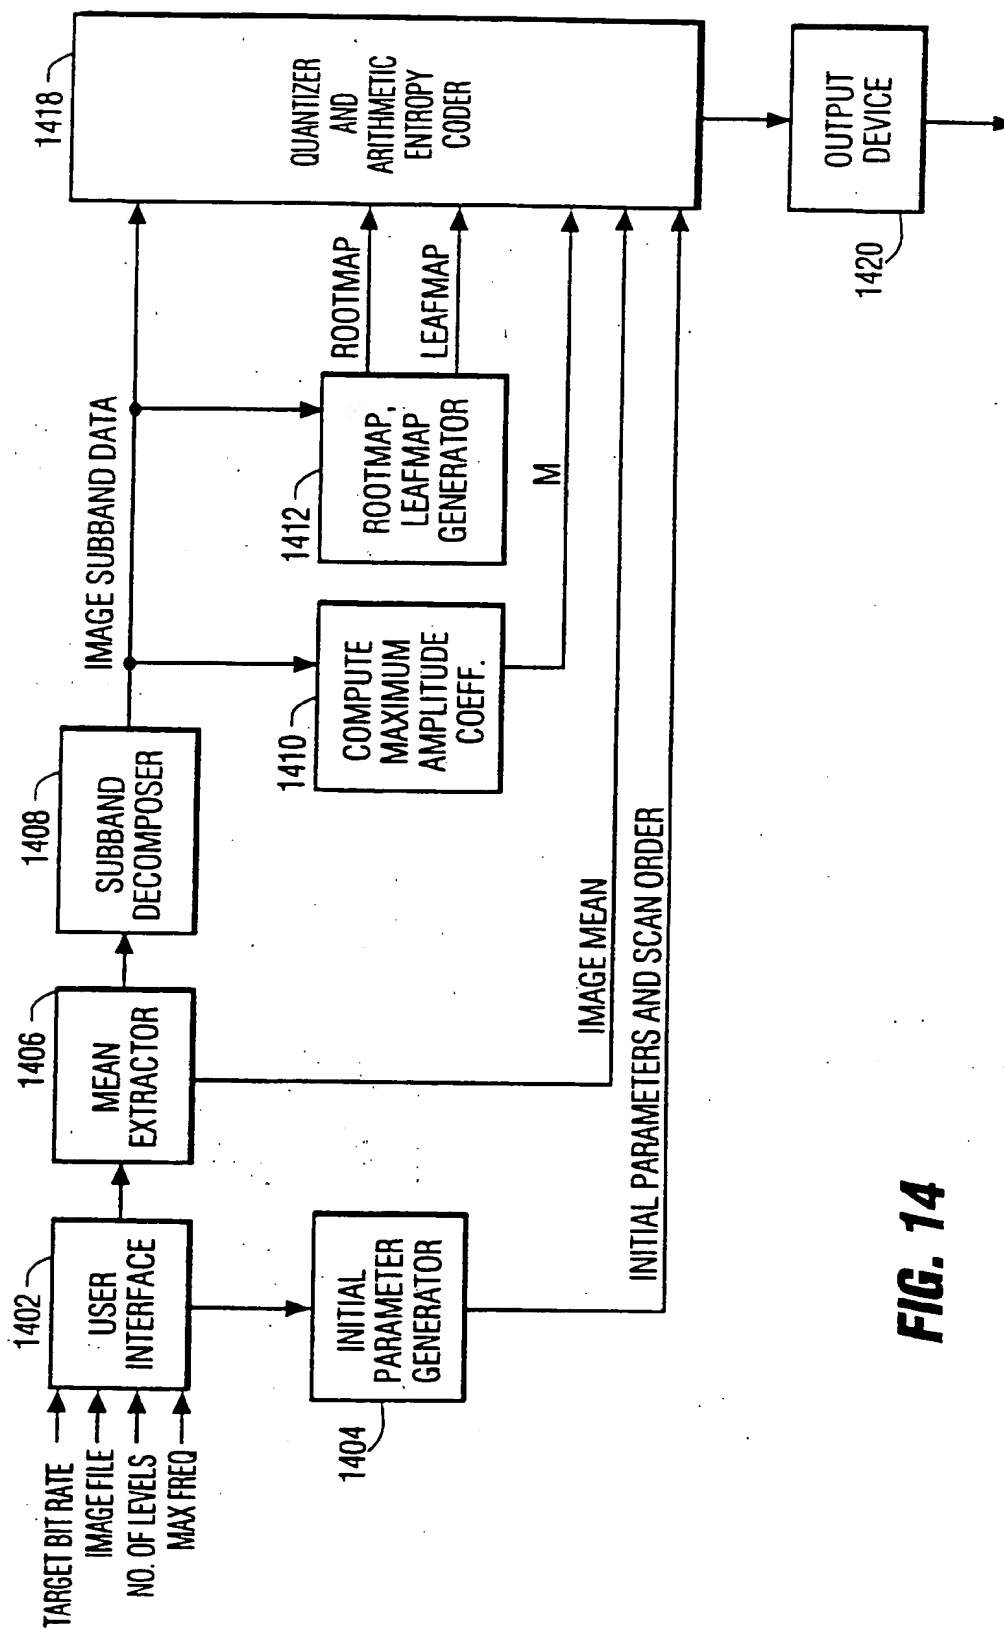 TARGET BIT RATE
IMAGE FILE
NO. OF LEVELS
MAX FREQ
1402
USER
INTERFACE
1404
INITIAL
PARAMETER
GENERATOR
1406
MEAN
EXTRACTOR
1408
SUBBAND
DECOMPOSER
IMAGE SUBBAND DATA
1410
COMPUTE
MAXIMUM
AMPLITUDE
COEFF.
1412
ROOTMAP,
LEAFMAP
GENERATOR
ROOTMAP
LEAFMAP
M
IMAGE MEAN
INITIAL PARAMETERS AND SCAN ORDER
1418
QUANTIZER
AND
ARITHMETIC
ENTROPY
CODER
OUTPUT
DEVICE
1420
FIG. 14